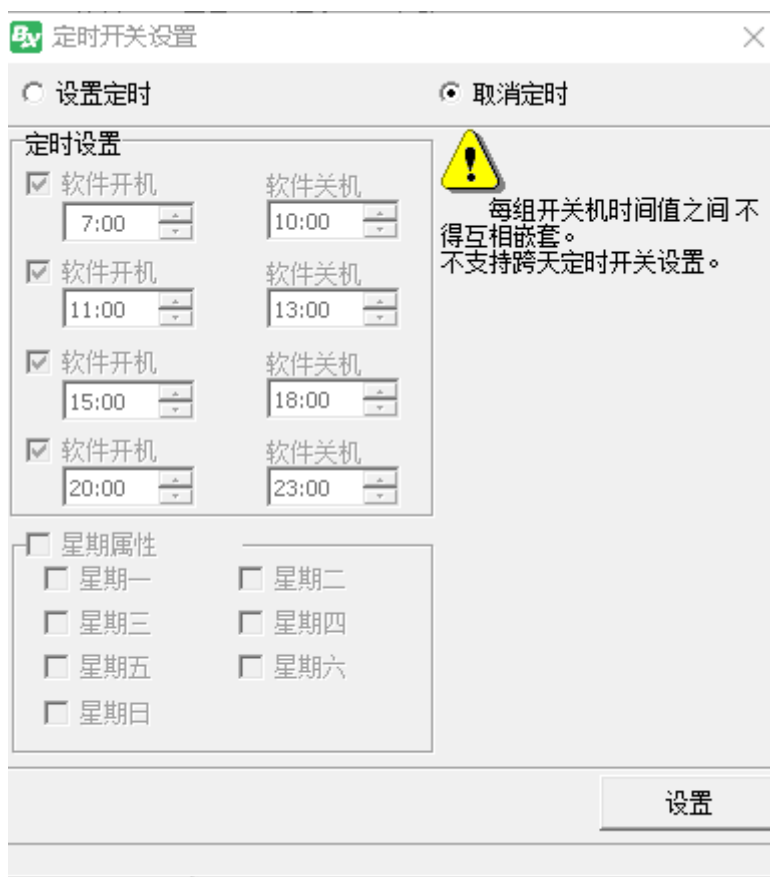 BX 定时开关设置
设置定时 取消定时
定时设置
软件开机 软件关机
7:00 10:00
软件开机 软件关机
11:00 13:00
软件开机 软件关机
15:00 18:00
软件开机 软件关机
20:00 23:00
每组开关机时间值之间 不
得互相嵌套。
不支持跨天定时开关设置。
星期属性
星期一 星期二
星期三 星期四
星期五 星期六
星期日
设置